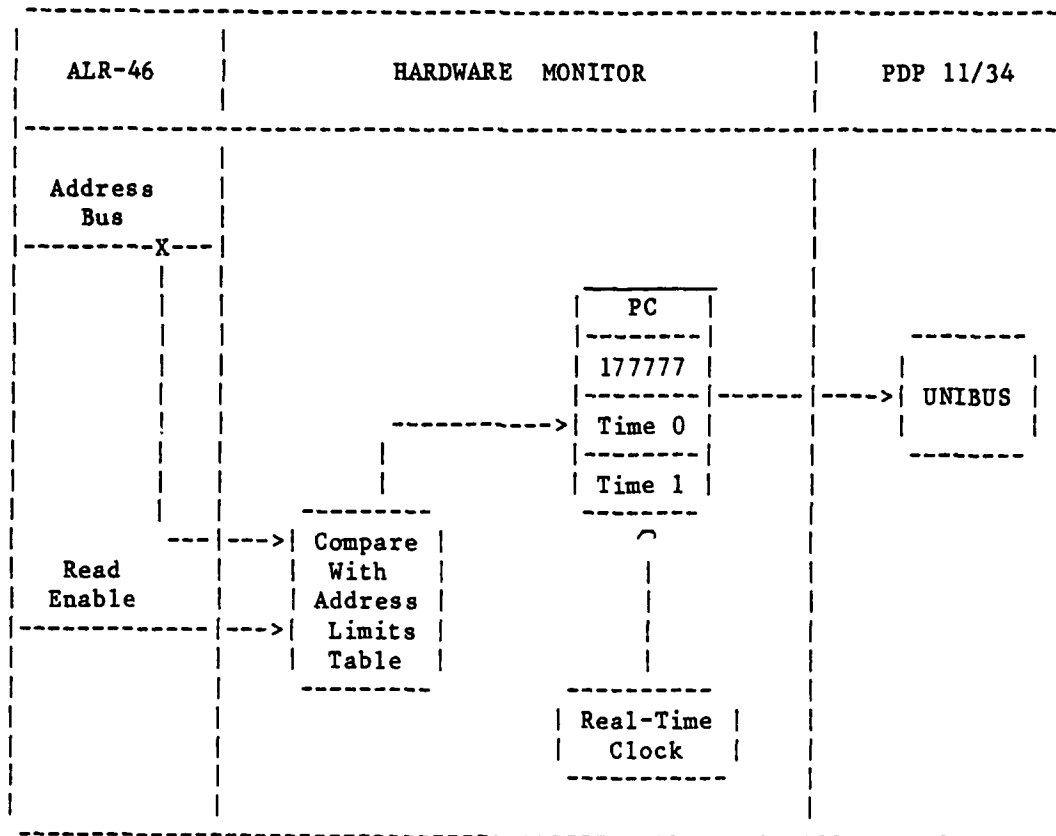 ALR-46 HARDWARE MONITOR PDP 11/34
Address
Bus
X
PC
177777
Time 0
Time 1
UNIBUS
Compare
With
Address
Limits
Table
Read
Enable
Real-Time
Clock